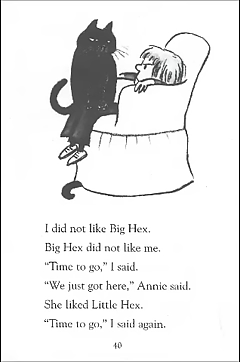 I did not like Big Hex.
Big Hex did not like me.
“Time to go,” I said.
“We just got here,” Annie said.
She liked Little Hex.
“Time to go,” I said again.
40